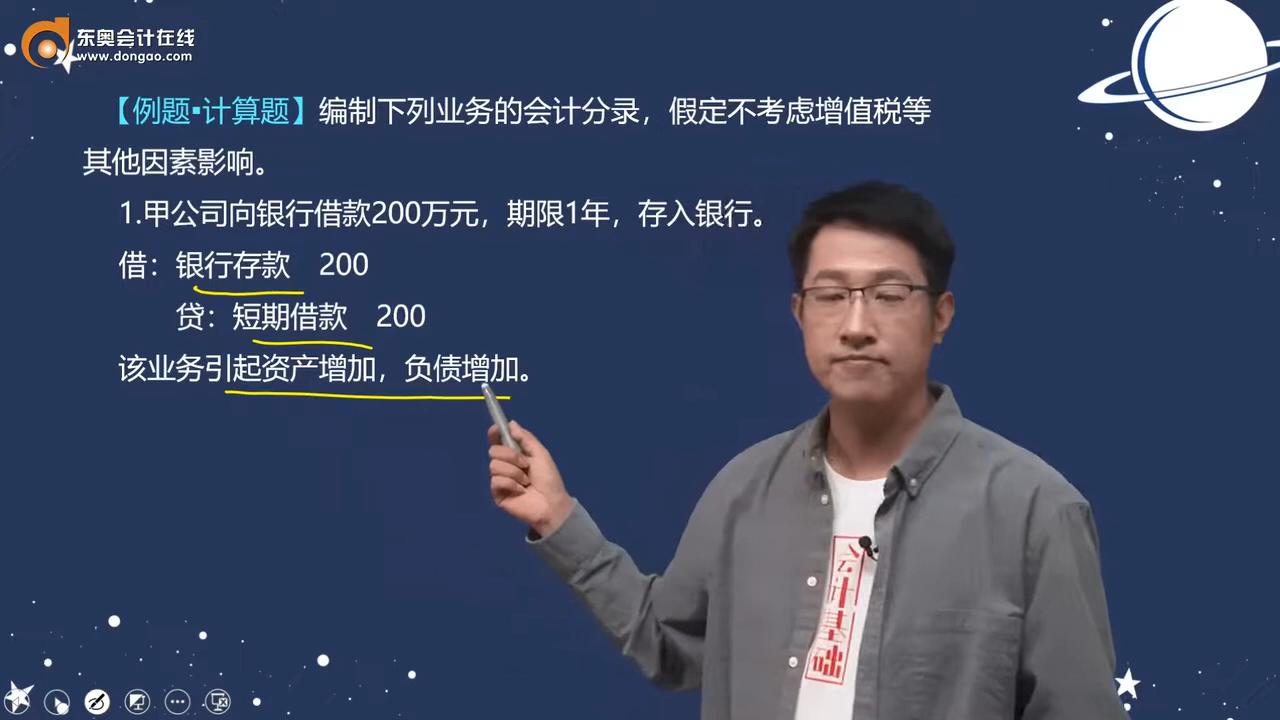 东奥会计在线
www.dongao.com
【例题▪计算题】编制下列业务的会计分录，假定不考虑增值税等
其他因素影响。
1.甲公司向银行借款200万元，期限1年，存入银行。
借：银行存款 200
贷：短期借款 200
该业务引起资产增加，负债增加。
会计基础